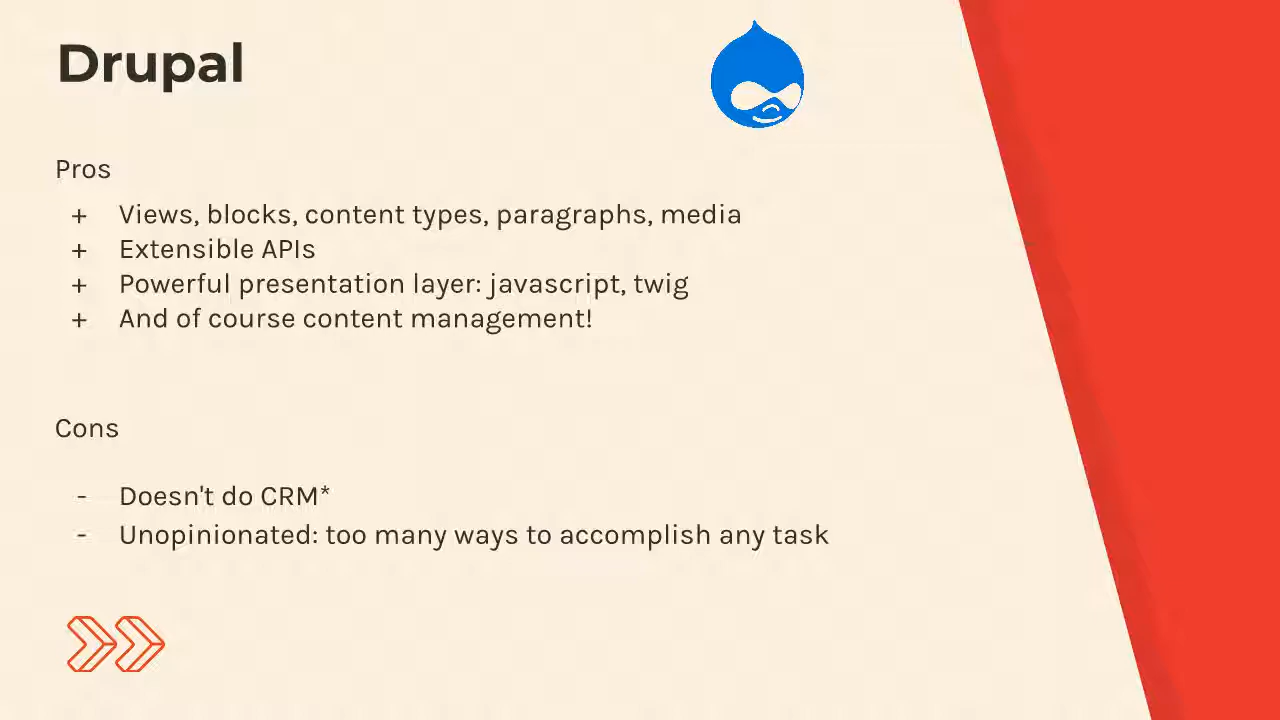 Drupal
Pros
+ Views, blocks, content types, paragraphs, media
+ Extensible APIs
+ Powerful presentation layer: javascript, twig
+ And of course content management!
Cons
- Doesn't do CRM*
- Unopinionated: too many ways to accomplish any task